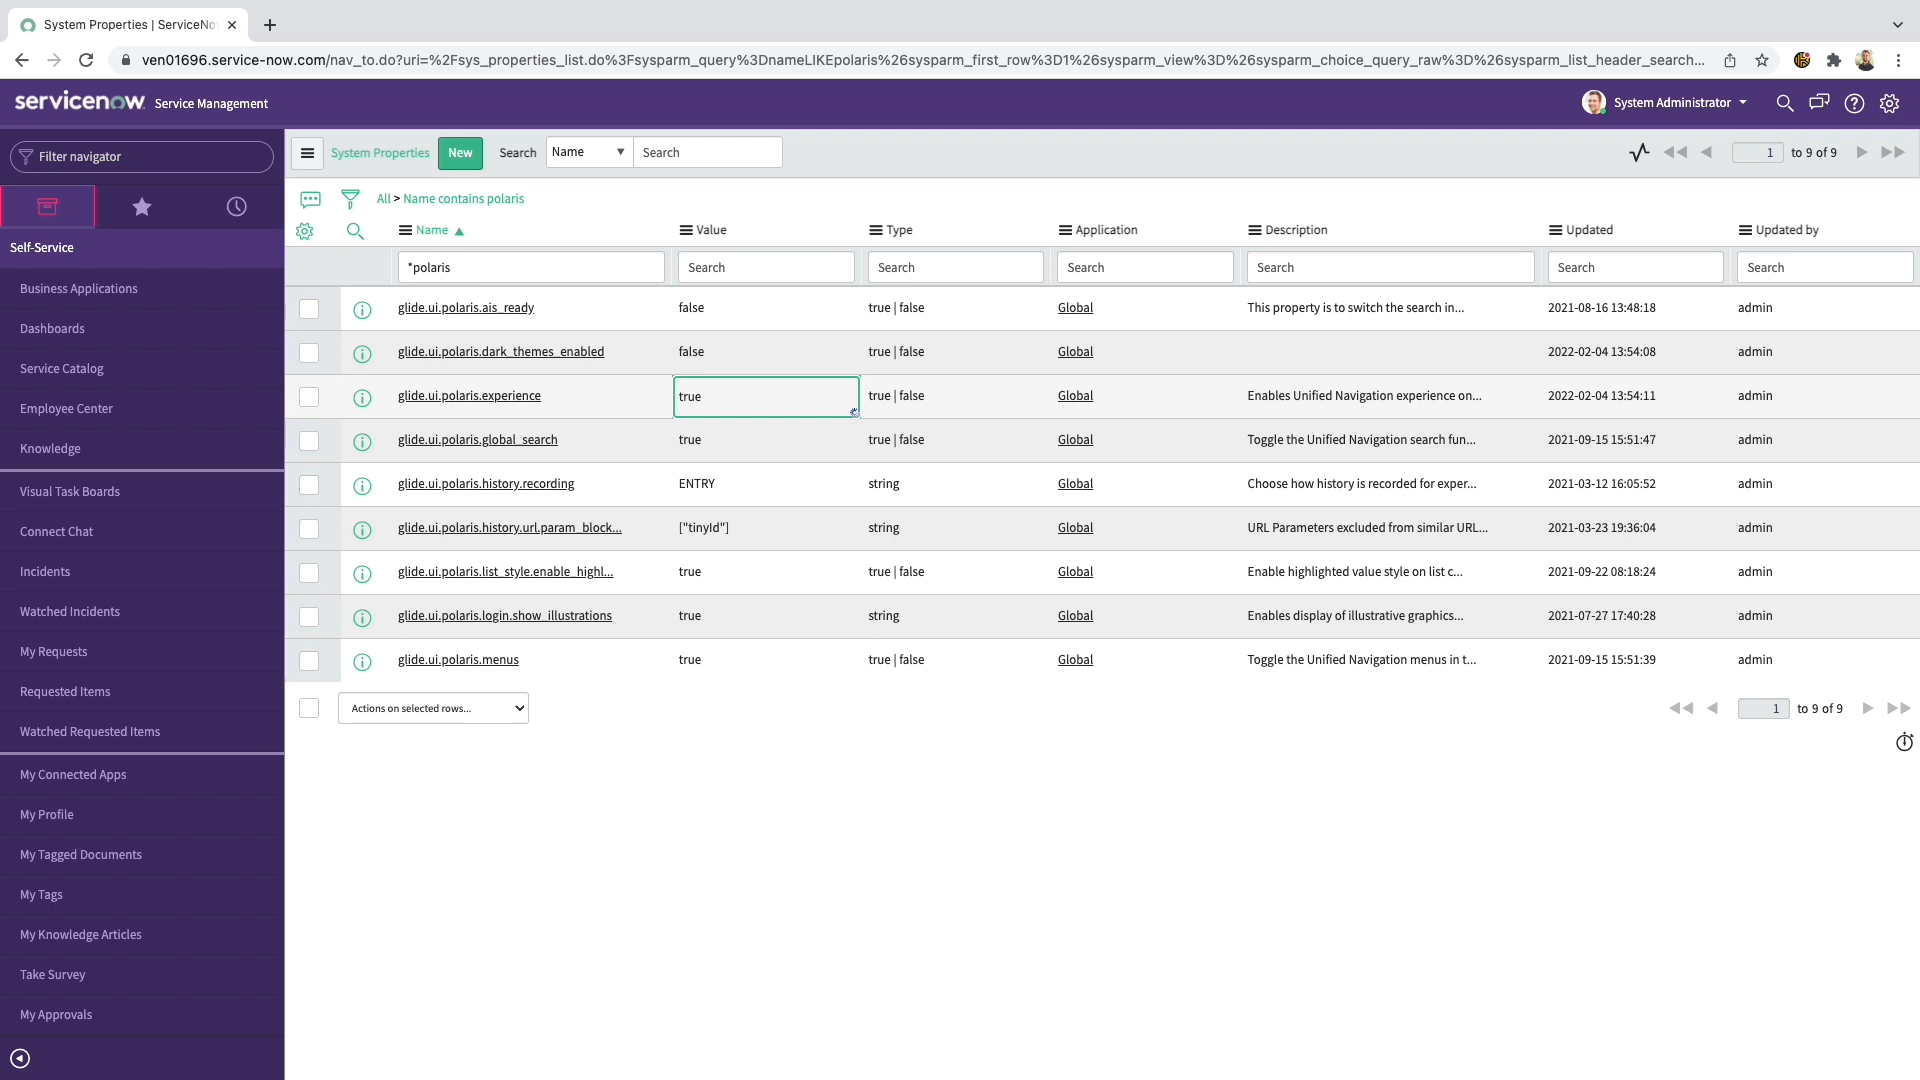 System Properties | ServiceNo
ven01696.service-now.com/nav_to.do?uri=%2Fsys_properties_list.do%3Fsysparm_query%3DnameLIKEpolaris%26sysparm_first_row%3D1%26sysparm_view%3D%26sysparm_choice_query_raw%3D%26sysparm_list_header_search...
servicenow Service Management
System Administrator
Filter navigator
System Properties New Search Name Search
1 to 9 of 9
All > Name contains polaris
Name Value Type Application Description Updated Updated by
*polaris Search Search Search Search Search Search
glide.ui.polaris.ais_ready false true | false Global This property is to switch the search in... 2021-08-16 13:48:18 admin
glide.ui.polaris.dark_themes_enabled false true | false Global 2022-02-04 13:54:08 admin
glide.ui.polaris.experience true true | false Global Enables Unified Navigation experience on... 2022-02-04 13:54:11 admin
glide.ui.polaris.global_search true true | false Global Toggle the Unified Navigation search fun... 2021-09-15 15:51:47 admin
glide.ui.polaris.history.recording ENTRY string Global Choose how history is recorded for exper... 2021-03-12 16:05:52 admin
glide.ui.polaris.history.url.param_block... ["tinyId"] string Global URL Parameters excluded from similar URL... 2021-03-23 19:36:04 admin
glide.ui.polaris.list_style.enable_highl... true true | false Global Enable highlighted value style on list c... 2021-09-22 08:18:24 admin
glide.ui.polaris.login.show_illustrations true string Global Enables display of illustrative graphics... 2021-07-27 17:40:28 admin
glide.ui.polaris.menus true true | false Global Toggle the Unified Navigation menus in t... 2021-09-15 15:51:39 admin
Actions on selected rows...
1 to 9 of 9
Self-Service
Business Applications
Dashboards
Service Catalog
Employee Center
Knowledge
Visual Task Boards
Connect Chat
Incidents
Watched Incidents
My Requests
Requested Items
Watched Requested Items
My Connected Apps
My Profile
My Tagged Documents
My Tags
My Knowledge Articles
Take Survey
My Approvals